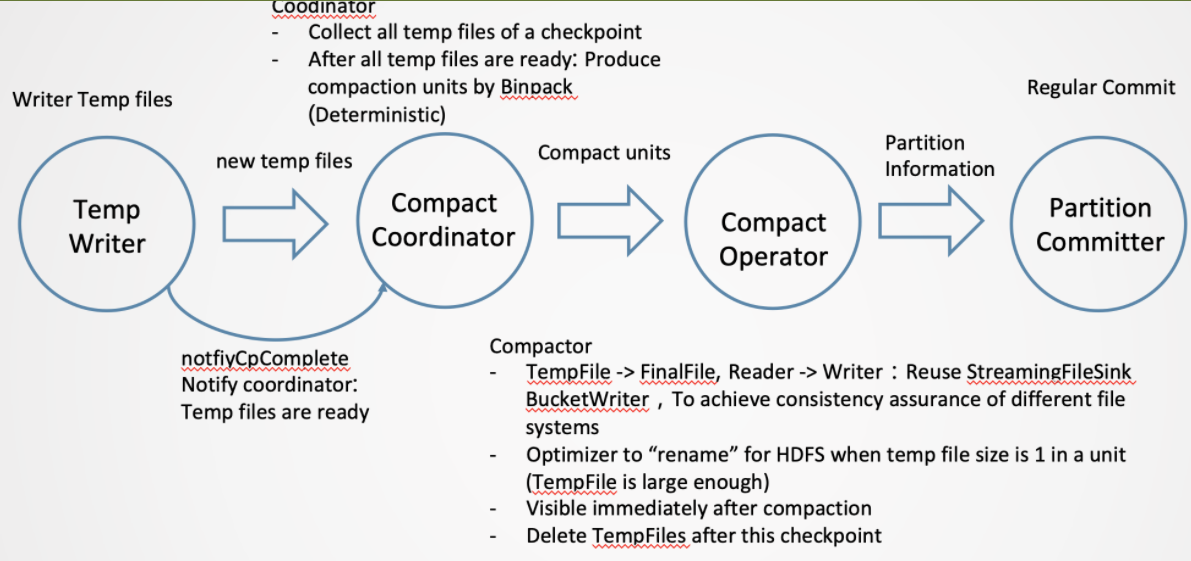 Coodinator
- Collect all temp files of a checkpoint
- After all temp files are ready: Produce
compaction units by Binpack
(Deterministic)
Writer Temp files
Regular Commit
new temp files
Compact units
Partition
Information
Temp
Writer
Compact
Coordinator
Compact
Operator
Partition
Committer
notfiyCpComplete
Notify coordinator:
Temp files are ready
Compactor
- TempFile -> FinalFile, Reader -> Writer：Reuse StreamingFileSink
BucketWriter，To achieve consistency assurance of different file
systems
- Optimizer to “rename” for HDFS when temp file size is 1 in a unit
(TempFile is large enough)
- Visible immediately after compaction
- Delete TempFiles after this checkpoint